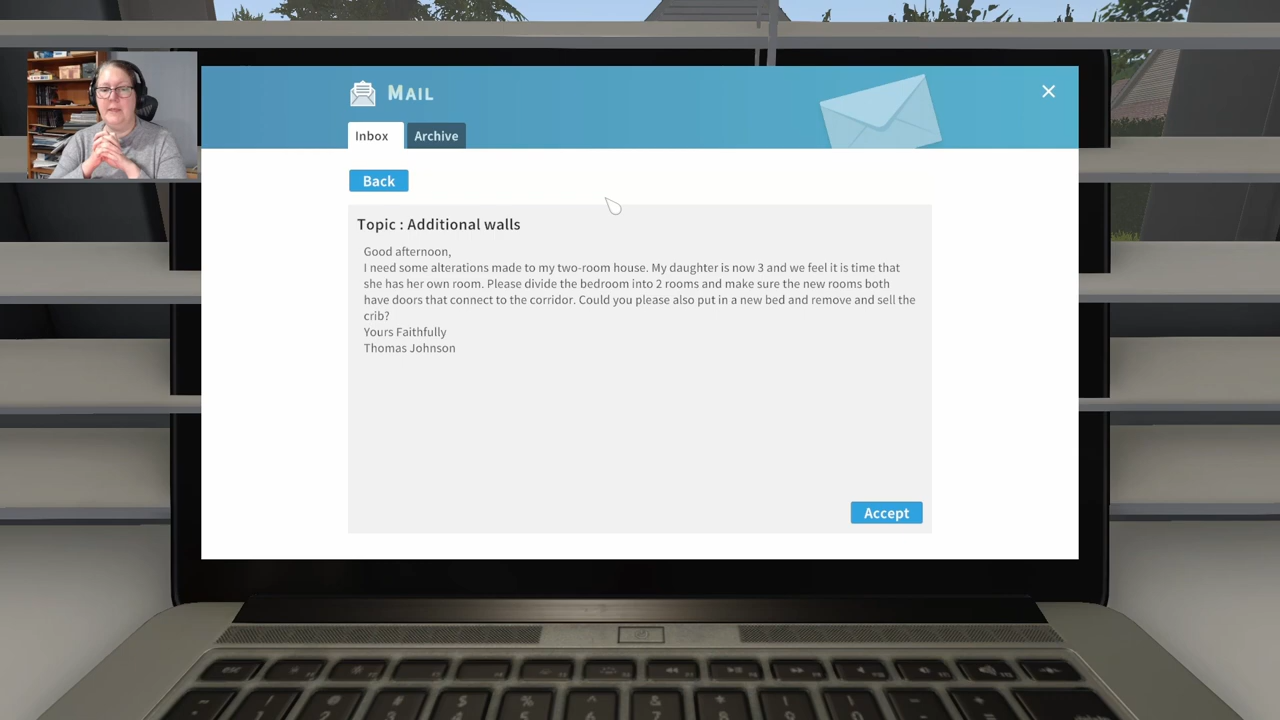 MAIL
Inbox
Archive
Back
Topic : Additional walls
Good afternoon,
I need some alterations made to my two-room house. My daughter is now 3 and we feel it is time that
she has her own room. Please divide the bedroom into 2 rooms and make sure the new rooms both
have doors that connect to the corridor. Could you please also put in a new bed and remove and sell the
crib?
Yours Faithfully
Thomas Johnson
Accept